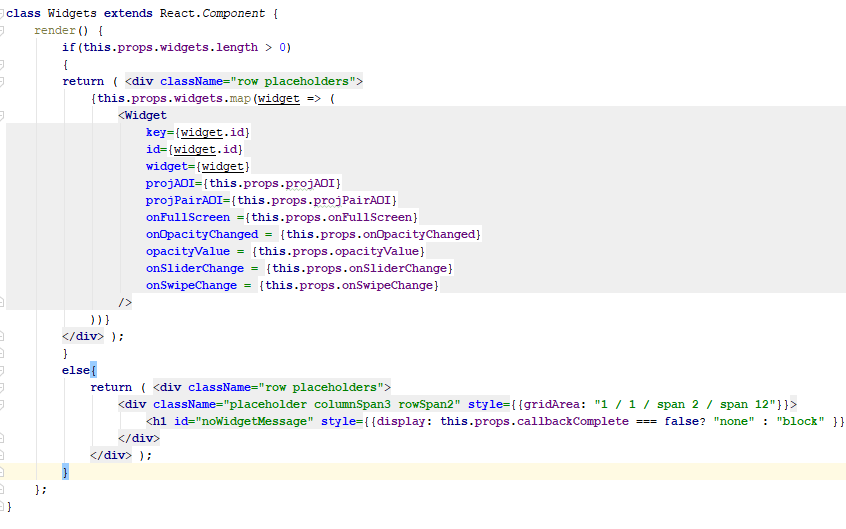 class Widgets extends React.Component {
    render() {
        if(this.props.widgets.length > 0)
        {
        return ( <div className="row placeholders">
            {this.props.widgets.map(widget => (
                <Widget
                    key={widget.id}
                    id={widget.id}
                    widget={widget}
                    projAOI={this.props.projAOI}
                    projPairAOI={this.props.projPairAOI}
                    onFullScreen ={this.props.onFullScreen}
                    onOpacityChanged = {this.props.onOpacityChanged}
                    opacityValue = {this.props.opacityValue}
                    onSliderChange = {this.props.onSliderChange}
                    onSwipeChange = {this.props.onSwipeChange}
                />
            ))}
        </div> );
        }
        else{
            return ( <div className="row placeholders">
                <div className="placeholder columnSpan3 rowSpan2" style={{gridArea: "1 / 1 / span 2 / span 12"}}>
                    <h1 id="noWidgetMessage" style={{display: this.props.callbackComplete === false? "none" : "block" }}
                </div>
            </div> );
        }
    };
}